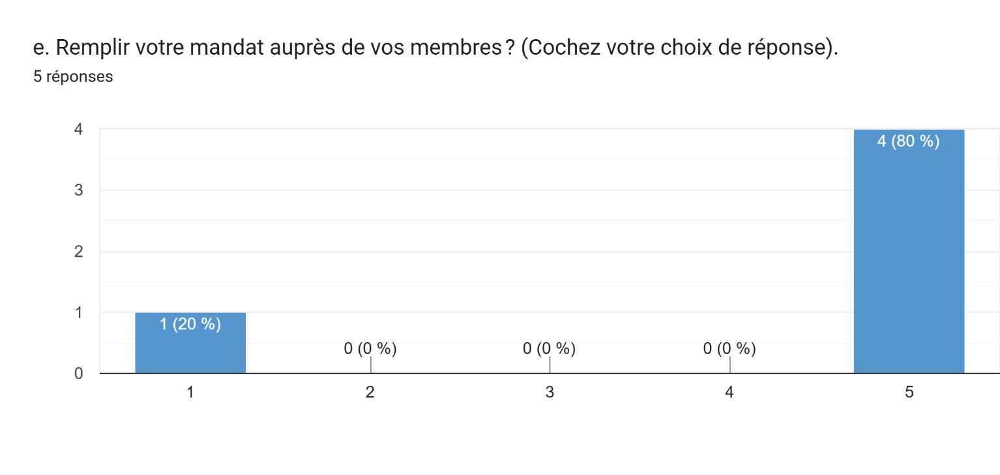 e. Remplir votre mandat auprès de vos membres ? (Cochez votre choix de réponse).
5 réponses
4
3
2
1
0
1 (20 %)
0 (0 %)
0 (0 %)
0 (0 %)
4 (80 %)
1
2
3
4
5